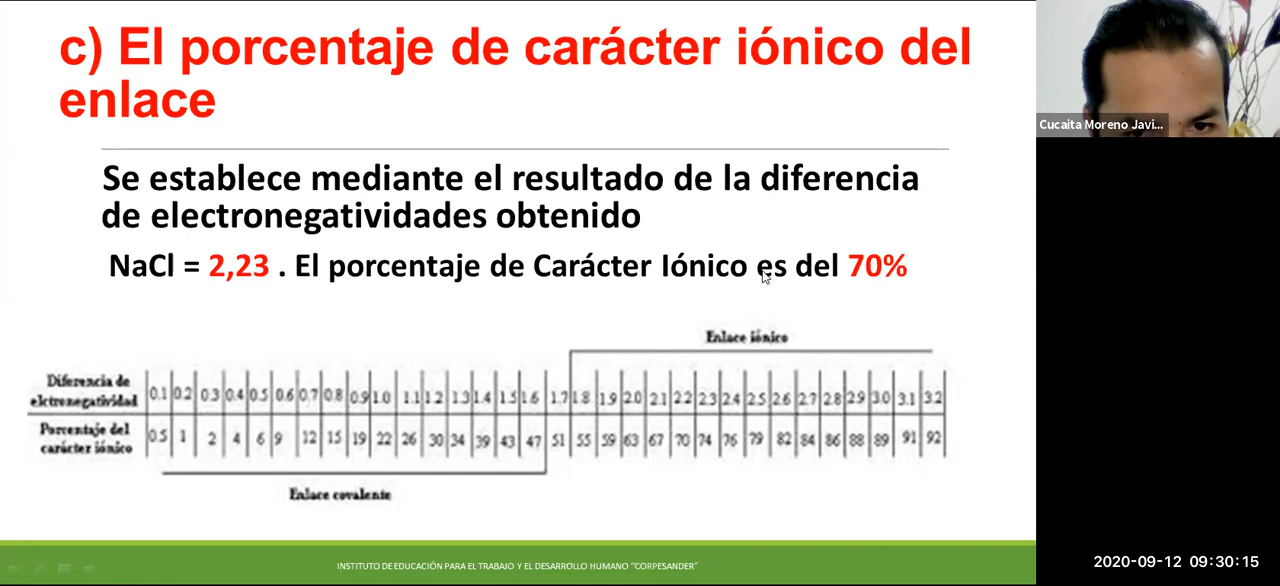 c) El porcentaje de carácter iónico del
enlace
Cucaita Moreno Javi...
Se establece mediante el resultado de la diferencia
de electronegatividades obtenido
NaCl = 2,23 . El porcentaje de Carácter Iónico es del 70%
Enlace iónico
Diferencia de
elctronegatividad
0.1 0.2 0.3 0.4 0.5 0.6 0.7 0.8 0.9 1.0 1.1 1.2 1.3 1.4 1.5 1.6 1.7 1.8 1.9 2.0 2.1 2.2 2.3 2.4 2.5 2.6 2.7 2.8 2.9 3.0 3.1 3.2
Porcentaje del
carácter iónico
0.5 1 2 4 6 9 12 15 19 22 26 30 34 39 43 47 51 55 59 63 67 70 74 76 79 82 84 86 88 89 91 92
Enlace covalente
INSTITUTO DE EDUCACIÓN PARA EL TRABAJO Y EL DESARROLLO HUMANO "CORPESANDER"
2020-09-12 09:30:15